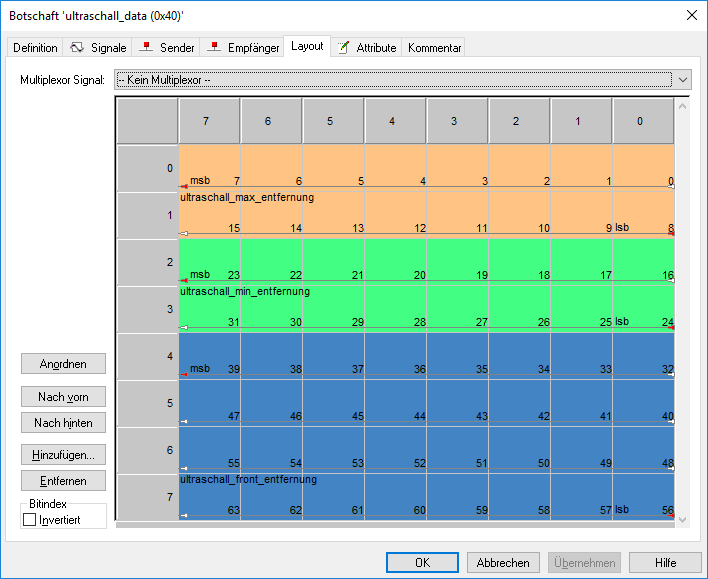 Botschaft 'ultraschall_data (0x40)'
Definition Signale Sender Empfänger Layout Attribute Kommentar
Multiplexor Signal: -- Kein Multiplexor --
7 6 5 4 3 2 1 0
0 msb 7 6 5 4 3 2 1 0
ultraschall_max_entfernung
1 15 14 13 12 11 10 9 lsb 8
2 msb 23 22 21 20 19 18 17 16
ultraschall_min_entfernung
3 31 30 29 28 27 26 25 lsb 24
4 msb 39 38 37 36 35 34 33 32
5 47 46 45 44 43 42 41 40
6 55 54 53 52 51 50 49 48
ultraschall_front_entfernung
7 63 62 61 60 59 58 57 lsb 56
Anordnen
Nach vorn
Nach hinten
Hinzufügen...
Entfernen
Bitindex
Invertiert
OK Abbrechen Übernehmen Hilfe